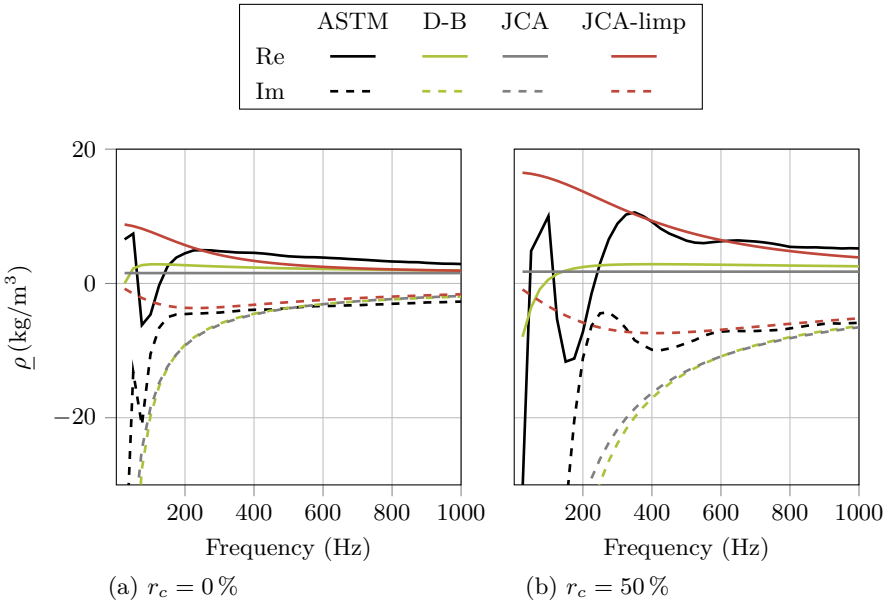 ASTM D-B JCA JCA-limp
Re
Im
20
0
−20
ρ (kg/m³)
200 400 600 800 1000
200 400 600 800 1000
Frequency (Hz)
Frequency (Hz)
(a) r_c = 0 %
(b) r_c = 50 %